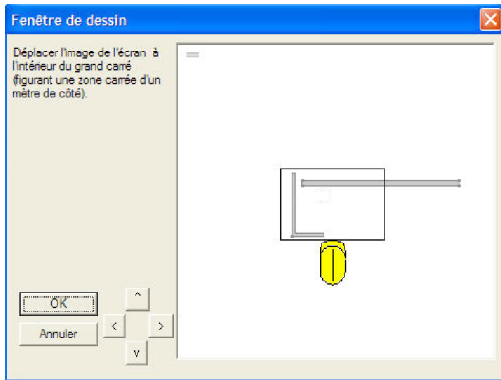 Fenêtre de dessin
Déplacer l'image de l'écran à
l'intérieur du grand carré
(figurant une zone carrée d'un
mètre de côté).
OK
^
< >
Annuler
v